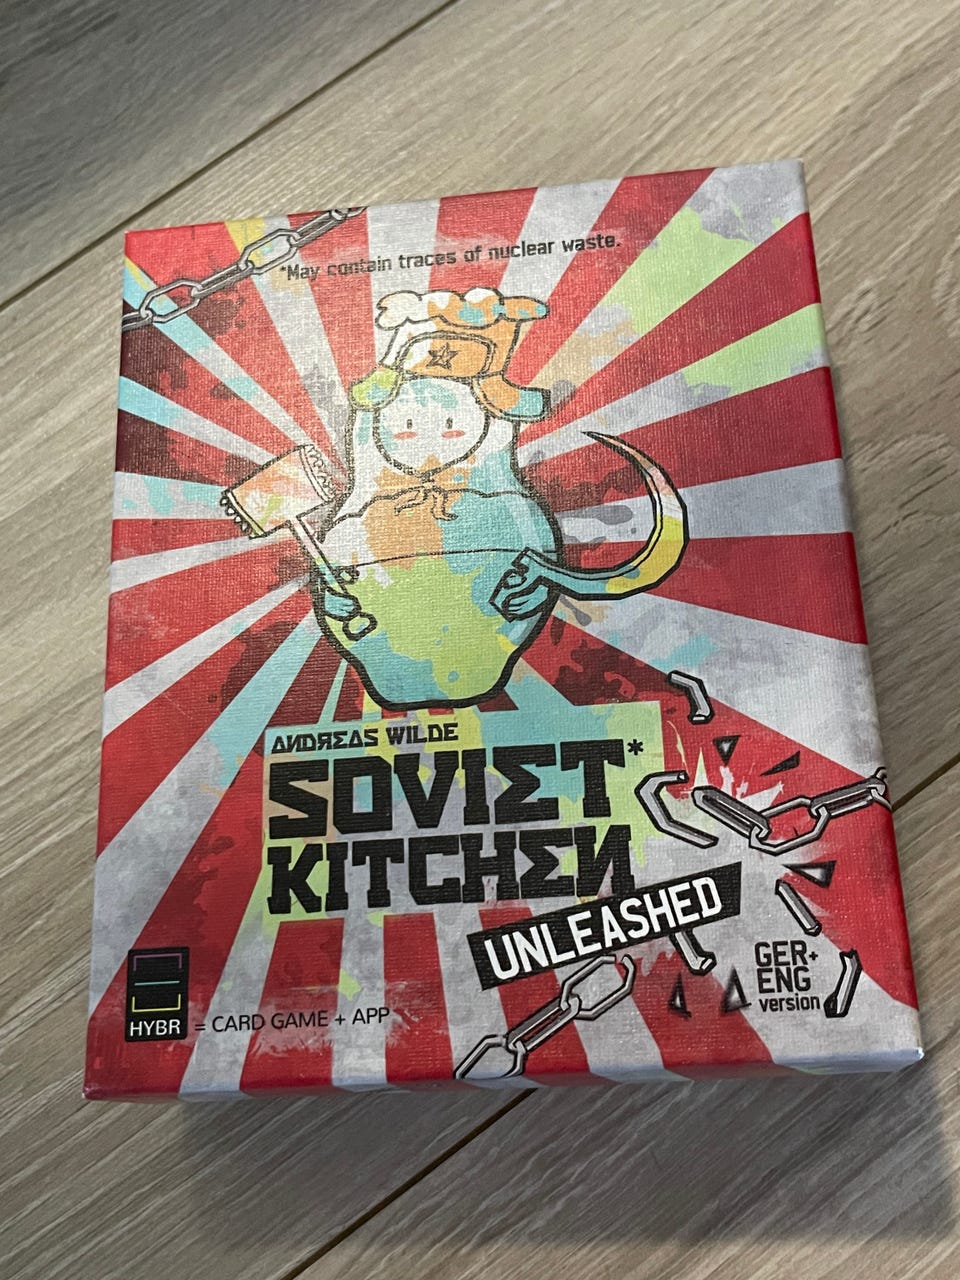 *May contain traces of nuclear waste.
ANDREAS WILDE
SOVIET*
KITCHEN
UNLEASHED
GER+
ENG
version
HYBR = CARD GAME + APP